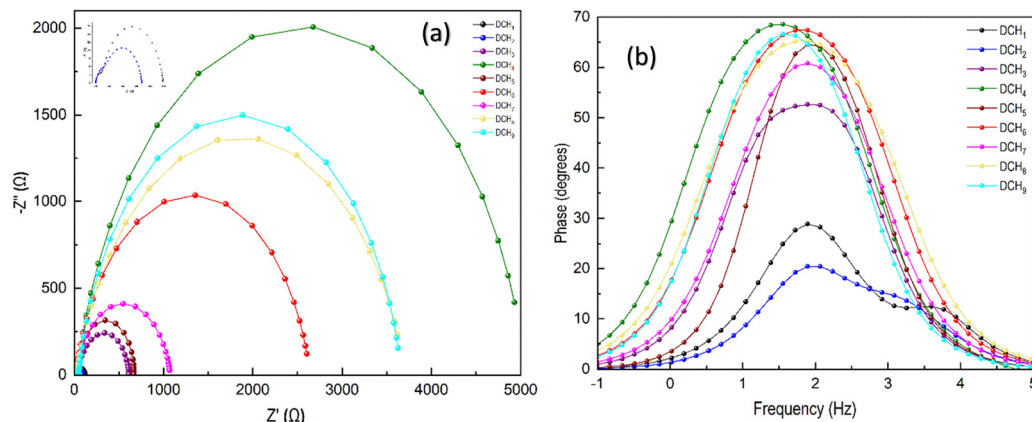 (a)
2000
1500
1000
500
0
-Z'' (Ω)
0 1000 2000 3000 4000 5000
Z' (Ω)
DCH₁
DCH₂
DCH₃
DCH₄
DCH₅
DCH₆
DCH₇
DCH₈
DCH₉
(b)
70
60
50
40
30
20
10
0
Phase (degrees)
-1 0 1 2 3 4 5
Frequency (Hz)
DCH₁
DCH₂
DCH₃
DCH₄
DCH₅
DCH₆
DCH₇
DCH₈
DCH₉